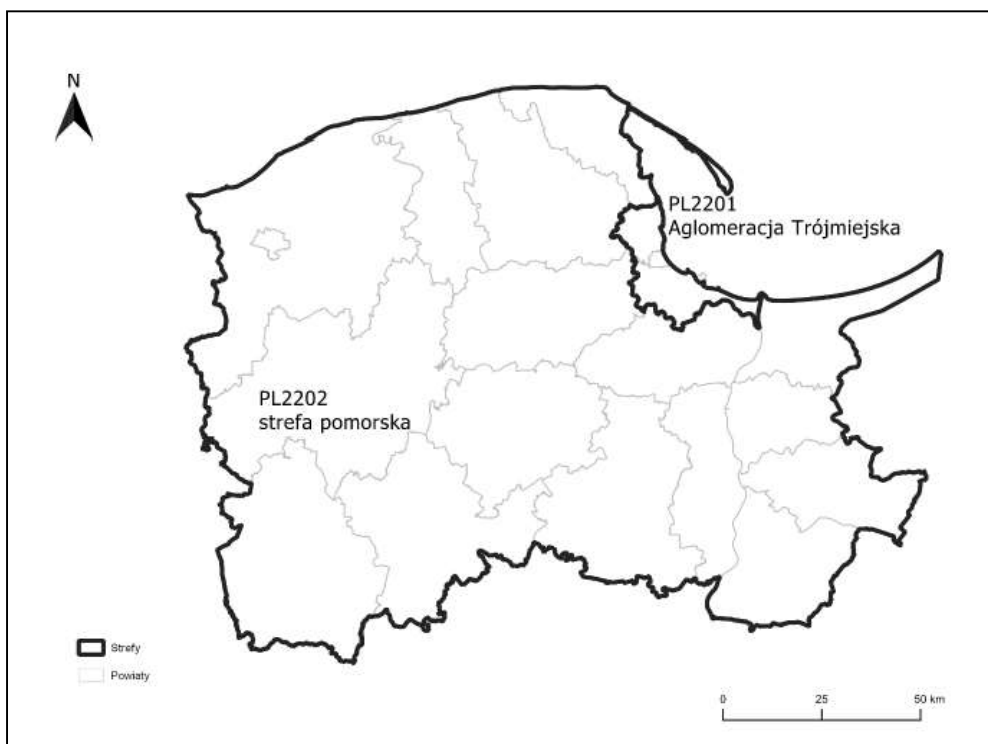 N
PL2201
Aglomeracja Trójmiejska
PL2202
strefa pomorska
Strefy
Powiaty
0 25 50 km